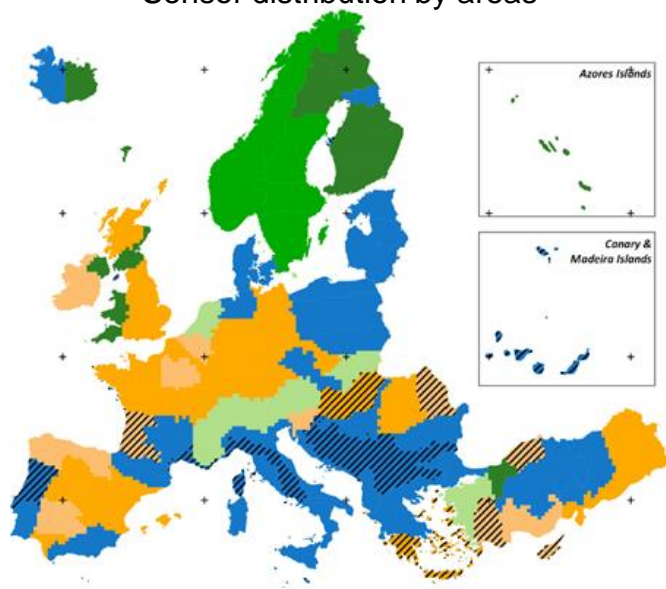 Sensor distribution by areas
Azores Islands
Canary &
Madeira Islands